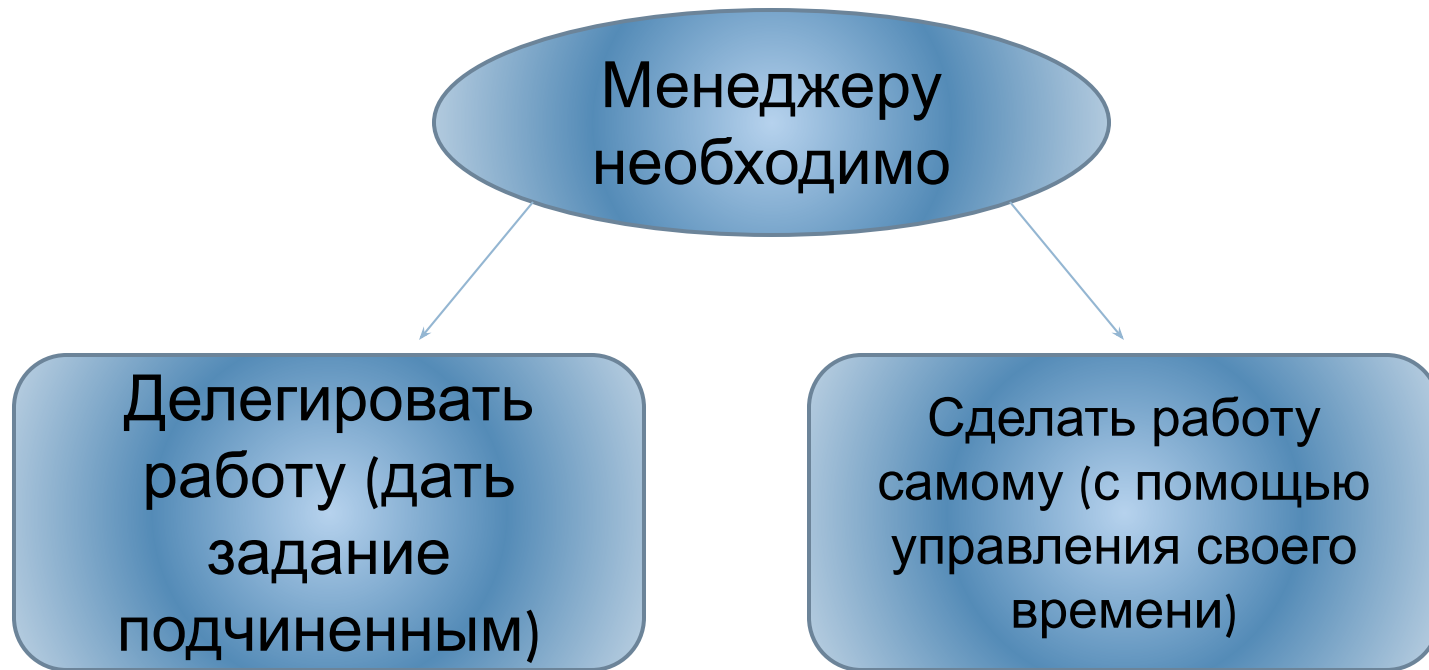 Менеджеру
необходимо
Делегировать
работу (дать
задание
подчиненным)
Сделать работу
самому (с помощью
управления своего
времени)